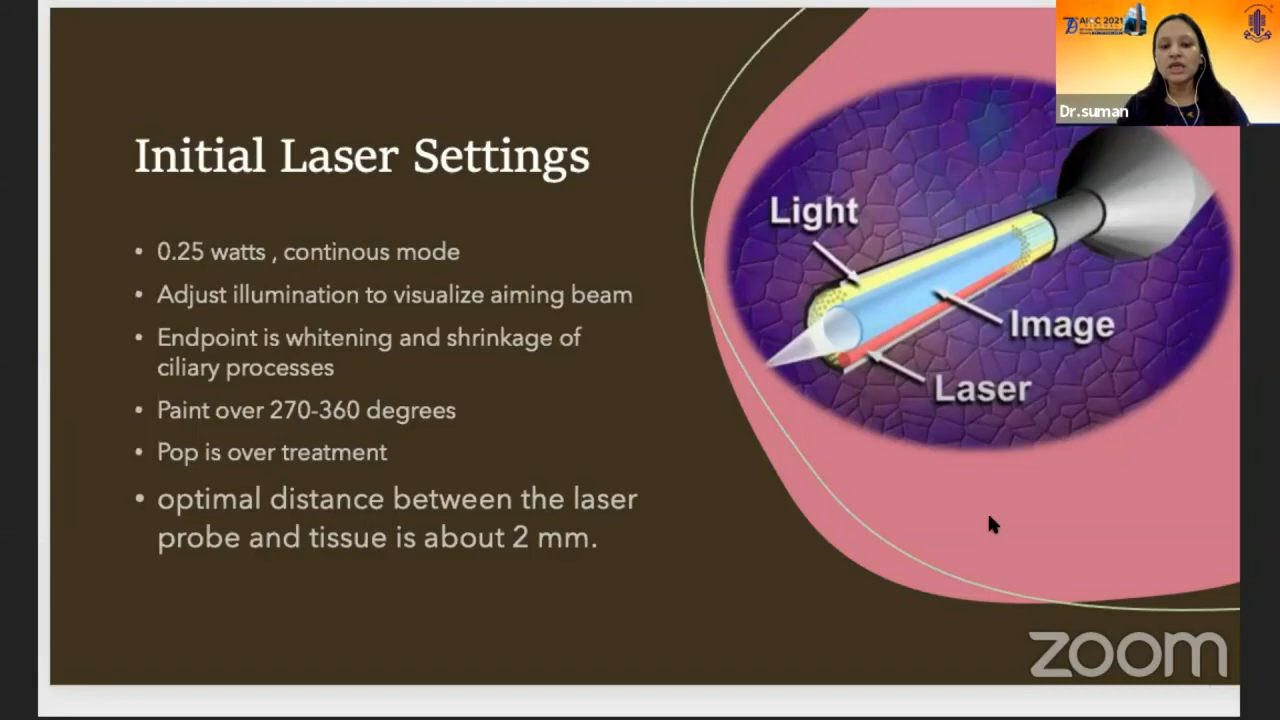 AIOC 2021
Dr.suman
Initial Laser Settings
• 0.25 watts , continous mode
• Adjust illumination to visualize aiming beam
• Endpoint is whitening and shrinkage of
ciliary processes
• Paint over 270-360 degrees
• Pop is over treatment
• optimal distance between the laser
probe and tissue is about 2 mm.
Light
Image
Laser
zoom